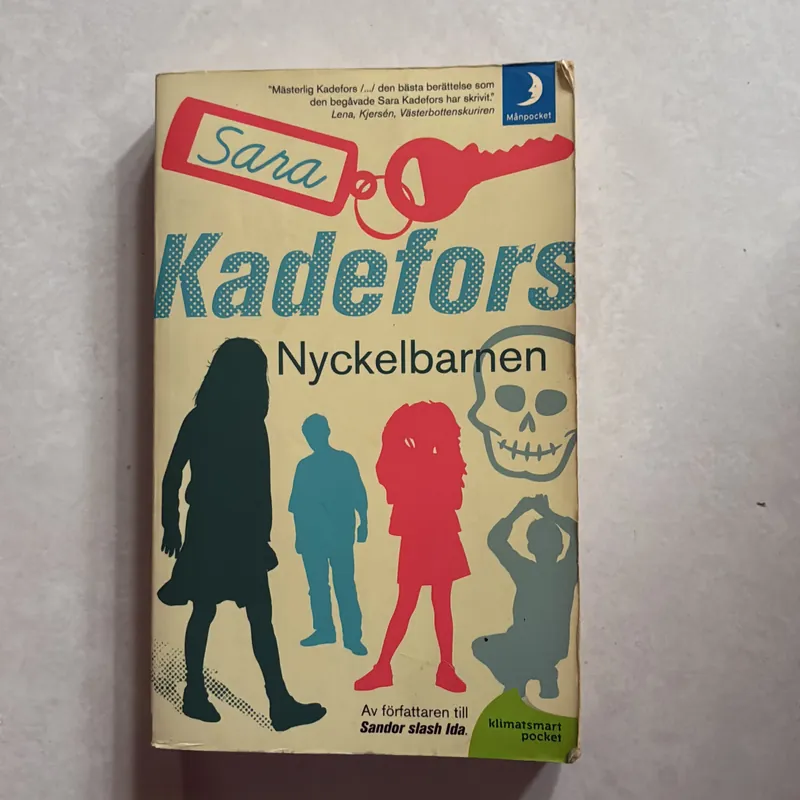 "Mästerlig Kadefors /.../ den bästa berättelse som
den begåvade Sara Kadefors har skrivit."
Lena, Kjersén, Västerbottenskuriren
Månpocket
Sara
Kadefors
Nyckelbarnen
Av författaren till
Sandor slash Ida.
klimatsmart
pocket